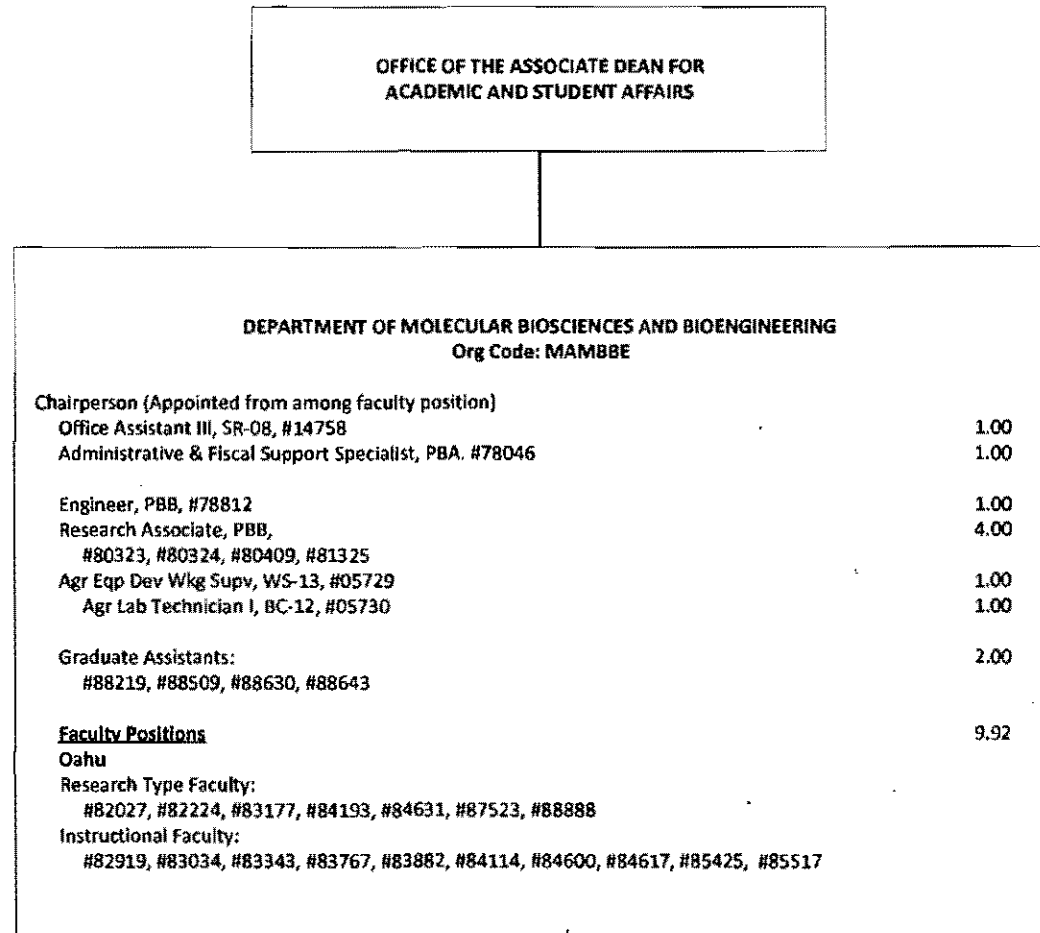 OFFICE OF THE ASSOCIATE DEAN FOR
ACADEMIC AND STUDENT AFFAIRS
DEPARTMENT OF MOLECULAR BIOSCIENCES AND BIOENGINEERING
Org Code: MAMBBE
Chairperson (Appointed from among faculty position)
Office Assistant III, SR-08, #14758 1.00
Administrative & Fiscal Support Specialist, PBA. #78046 1.00
Engineer, PBB, #78812 1.00
Research Associate, PBB, 4.00
#80323, #80324, #80409, #81325
Agr Eqp Dev Wkg Supv, WS-13, #05729 1.00
Agr Lab Technician I, BC-12, #05730 1.00
Graduate Assistants: 2.00
#88219, #88509, #88630, #88643
Faculty Positions 9.92
Oahu
Research Type Faculty:
#82027, #82224, #83177, #84193, #84631, #87523, #88888
Instructional Faculty:
#82919, #83034, #83343, #83767, #83882, #84114, #84600, #84617, #85425, #85517